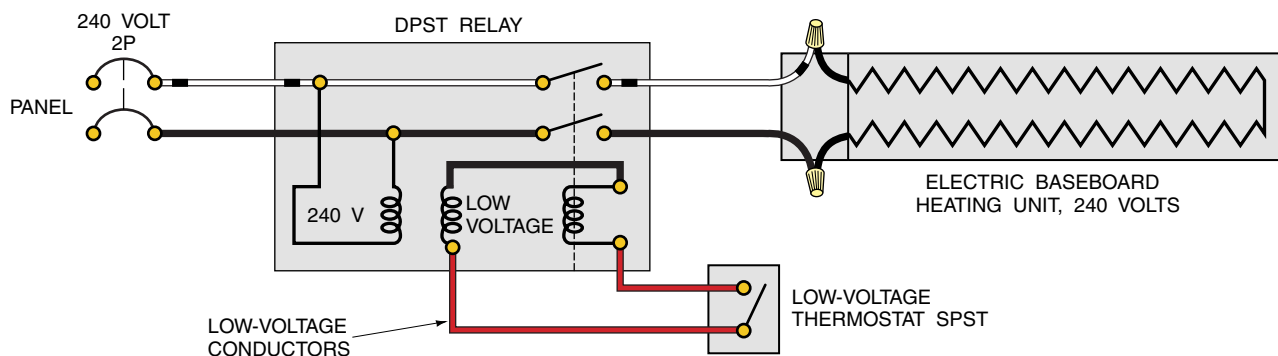 240 VOLT
2P
DPST RELAY
PANEL
240 V
LOW
VOLTAGE
ELECTRIC BASEBOARD
HEATING UNIT, 240 VOLTS
LOW-VOLTAGE
THERMOSTAT SPST
LOW-VOLTAGE
CONDUCTORS